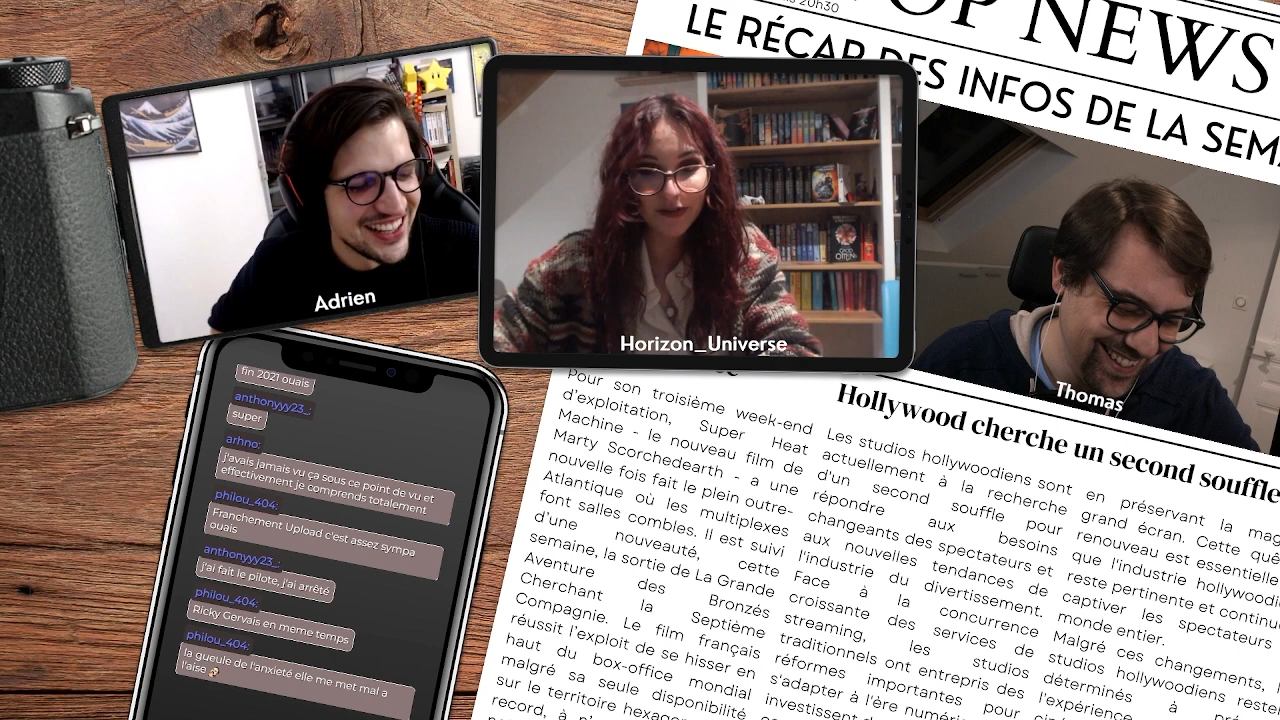 20h30
OP NEWS
LE RÉCAP DES INFOS DE LA SEM
Adrien
Horizon_Universe
Thomas
fin 2021 ouais
anthonyyy23_:
super
arhno:
j'avais jamais vu ça sous ce point de vu et
effectivement je comprends totalement
philou_404:
Franchement Upload c'est assez sympa
ouais
anthonyyy23_:
j'ai fait le pilote, j'ai arrêté
philou_404:
Ricky Gervais en meme temps
philou_404:
la gueule de l'anxieté elle me met mal a
l'aise
Pour son troisième week-end
d'exploitation, Super Heat
Machine - le nouveau film de
Marty Scorchedearth - a une
nouvelle fois fait le plein outre-
Atlantique où les multiplexes
font salles combles. Il est suivi
d'une nouveauté, cette
semaine, la sortie de La Grande
Aventure des Bronzés
Cherchant la Septième
Compagnie. Le film français
réussit l'exploit de se hisser en
haut du box-office mondial
malgré sa seule disponibilité
sur le territoire
record, à
Hollywood cherche un second souffle
Les studios hollywoodiens sont
actuellement à la recherche
d'un second souffle pour
répondre aux besoins
changeants des spectateurs et
aux nouvelles tendances de
l'industrie du divertissement.
Face à la concurrence
croissante des services de
streaming, les studios
traditionnels ont entrepris des
réformes importantes pour
s'adapter à l'ère
investissent
en préservant la
grand écran. Cette
renouveau est essentielle
que l'industrie
reste pertinente et
captiver les spectateurs
monde entier.
Malgré ces changements,
studios hollywoodiens
déterminés à
l'expérience